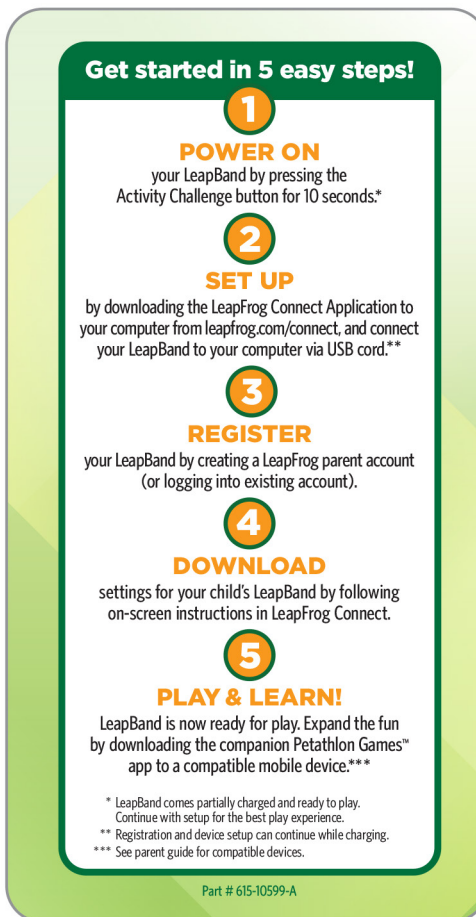 Get started in 5 easy steps!
1
POWER ON
your LeapBand by pressing the
Activity Challenge button for 10 seconds.*
2
SET UP
by downloading the LeapFrog Connect Application to
your computer from leapfrog.com/connect, and connect
your LeapBand to your computer via USB cord.**
3
REGISTER
your LeapBand by creating a LeapFrog parent account
(or logging into existing account).
4
DOWNLOAD
settings for your child’s LeapBand by following
on-screen instructions in LeapFrog Connect.
5
PLAY & LEARN!
LeapBand is now ready for play. Expand the fun
by downloading the companion Petathlon Games™
app to a compatible mobile device.***
* LeapBand comes partially charged and ready to play.
Continue with setup for the best play experience.
** Registration and device setup can continue while charging.
*** See parent guide for compatible devices.
Part # 615-10599-A